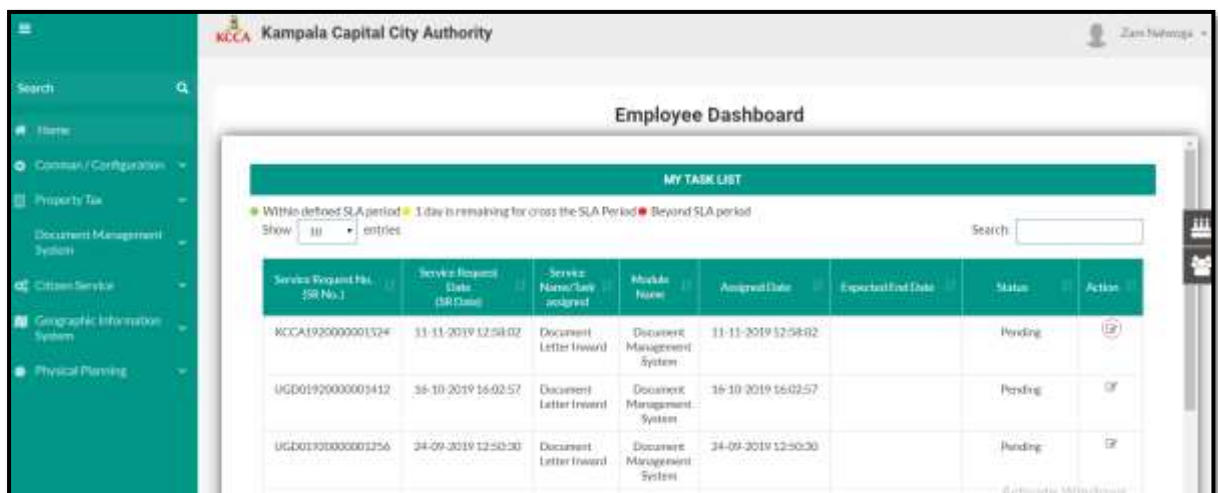 KCCA Kampala Capital City Authority
Search
Home
Common / Configuration
Property Tax
Document Management
System
Citizen Service
Geographic Information
System
Physical Planning
Employee Dashboard
MY TASK LIST
Within defined SLA period 1 day is remaining for cross the SLA Period Beyond SLA period
Show 10 entries
Search:
Service Request No. (SR No.) Service Request Date (SR Date) Service Name/Task assigned Module Name Assigned Date Expected End Date Status Action
KCCA1920000001524 11-11-2019 12:58:02 Document Letter Inward Document Management System 11-11-2019 12:58:02 Pending
UGD01920000001412 16-10-2019 16:02:57 Document Letter Inward Document Management System 16-10-2019 16:02:57 Pending
UGD01920000001256 24-09-2019 12:50:30 Document Letter Inward Document Management System 24-09-2019 12:50:30 Pending
Activate Windows